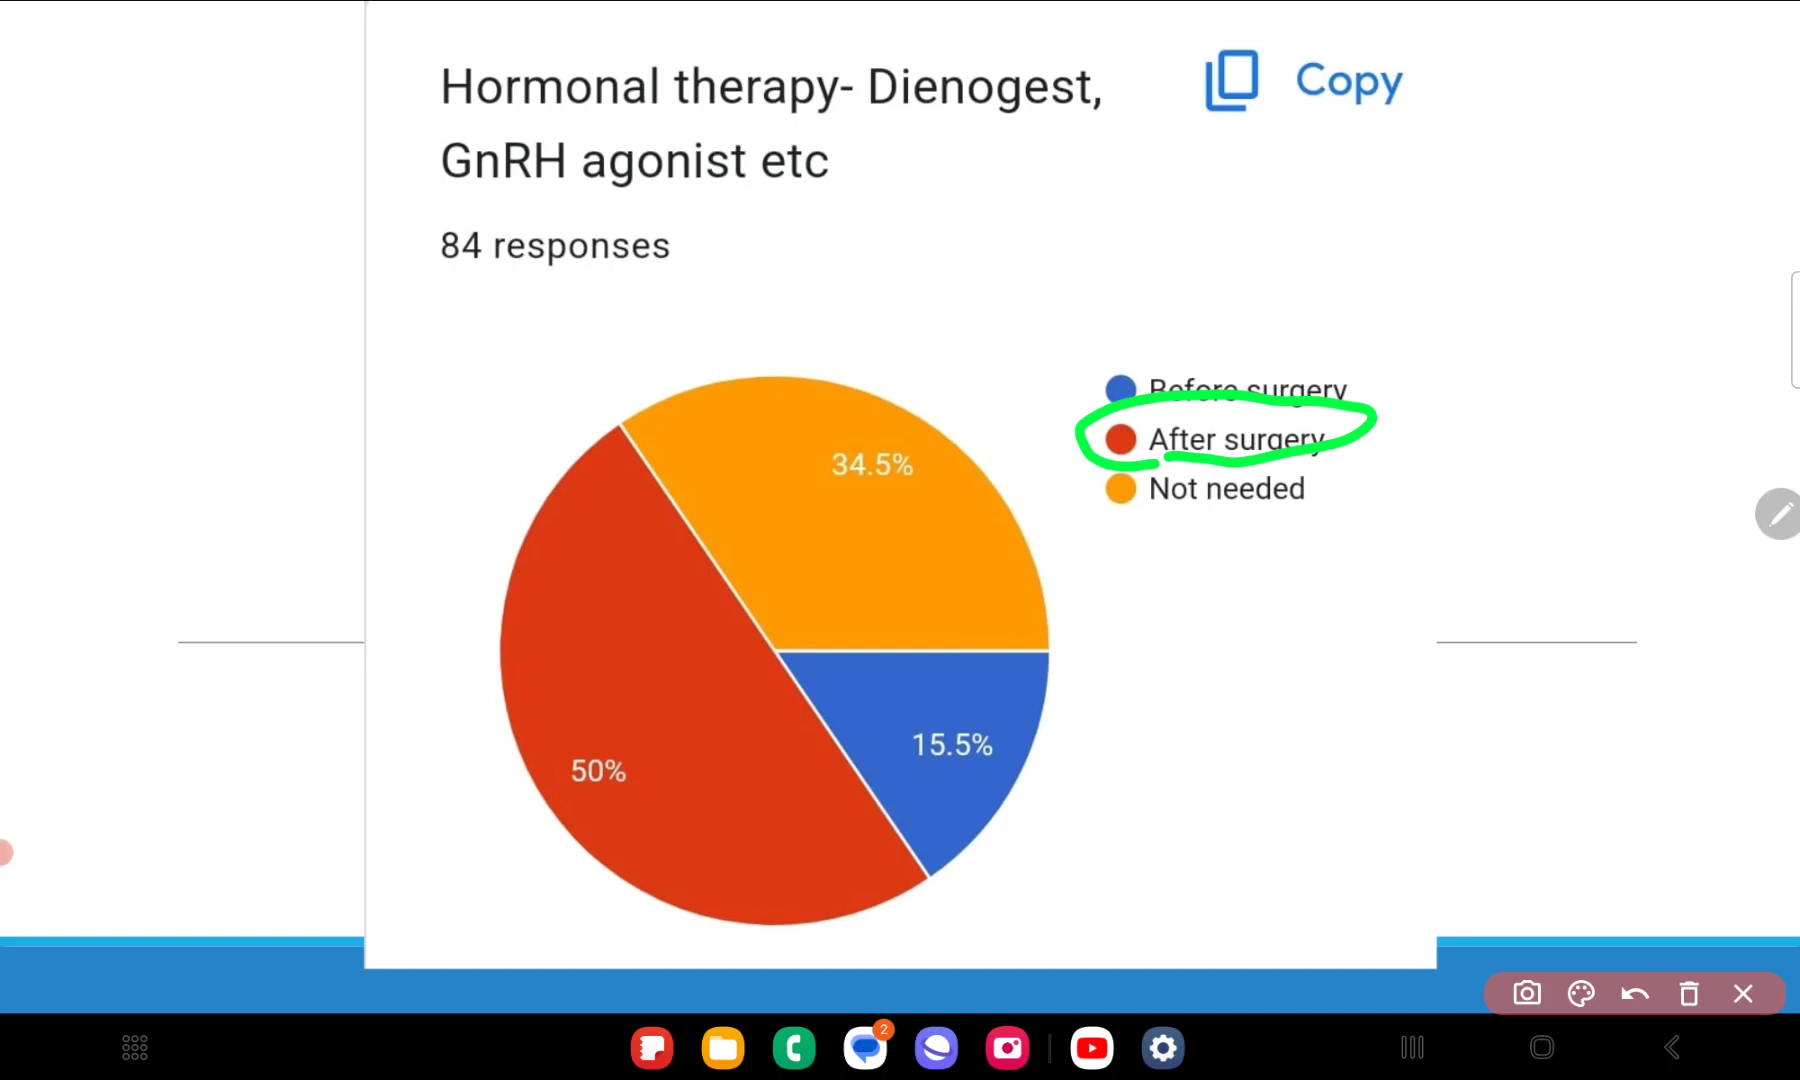 Hormonal therapy- Dienogest,
GnRH agonist etc
Copy
84 responses
Before surgery
After surgery
Not needed
34.5%
15.5%
50%
2